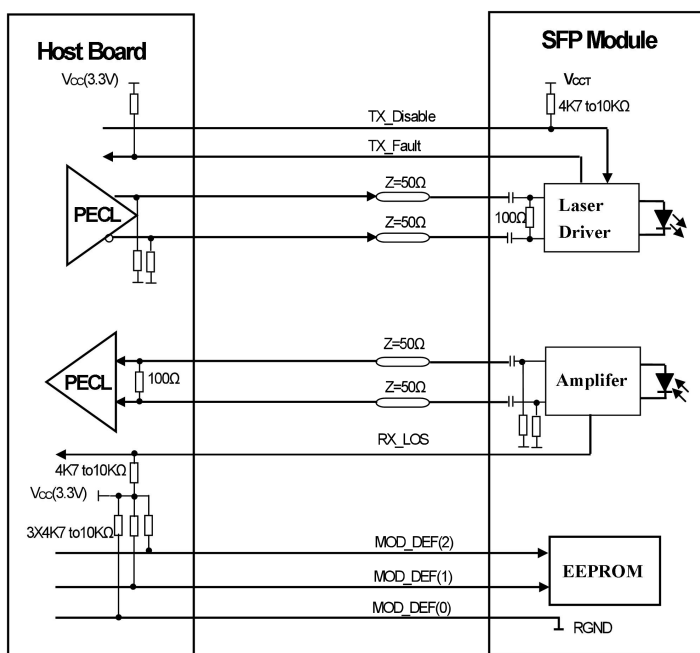 Host Board
SFP Module
Vcc(3.3V)
VCCT
4K7 to10KΩ
TX_Disable
TX_Fault
PECL
Z=50Ω
Z=50Ω
100Ω
Laser
Driver
PECL
100Ω
Z=50Ω
Z=50Ω
Amplifer
RX_LOS
4K7 to10KΩ
Vcc(3.3V)
3X4K7 to10KΩ
MOD_DEF(2)
MOD_DEF(1)
EEPROM
MOD_DEF(0)
RGND